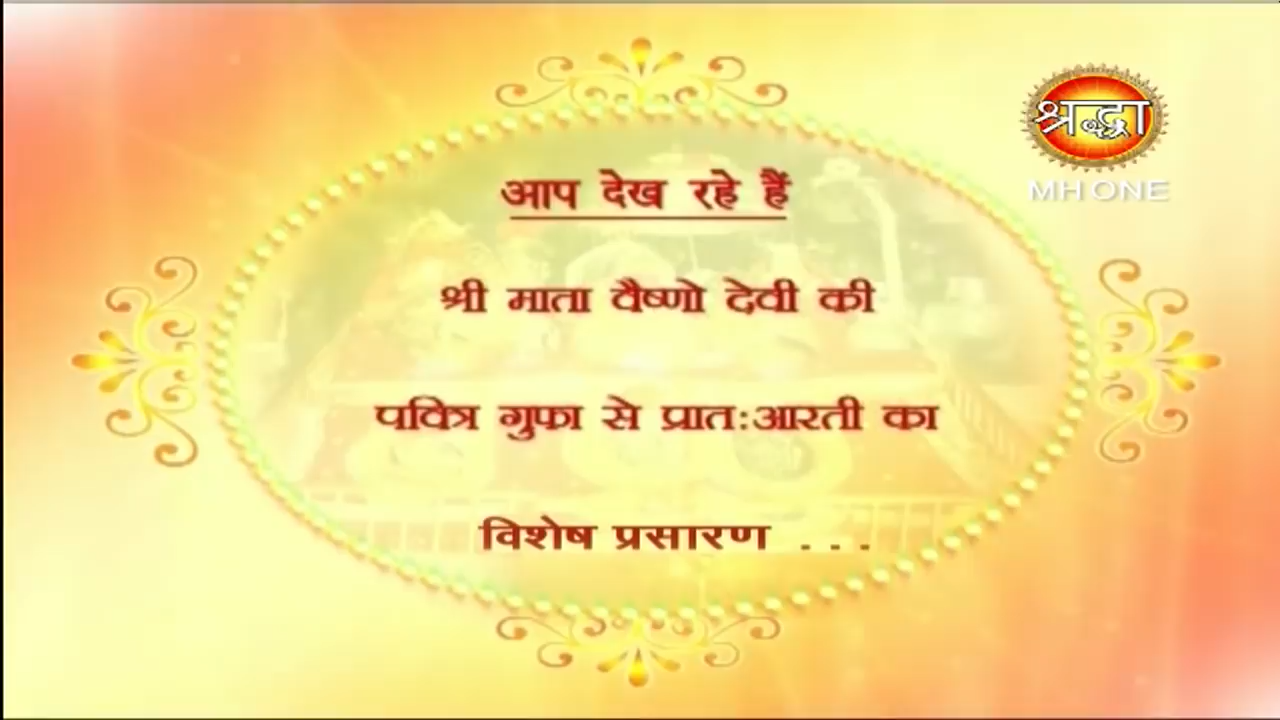 श्रद्धा
MH ONE
आप देख रहे हैं
श्री माता वैष्णो देवी की
पवित्र गुफा से प्रातःआरती का
विशेष प्रसारण ...